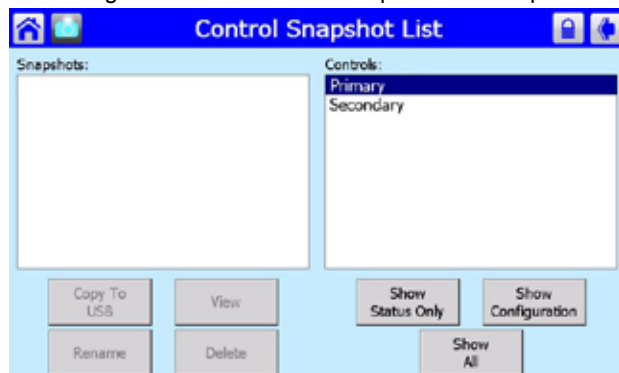 Control Snapshot List
Snapshots:
Controls:
Primary
Secondary
Copy To
USB
View
Show
Status Only
Show
Configuration
Rename
Delete
Show
All